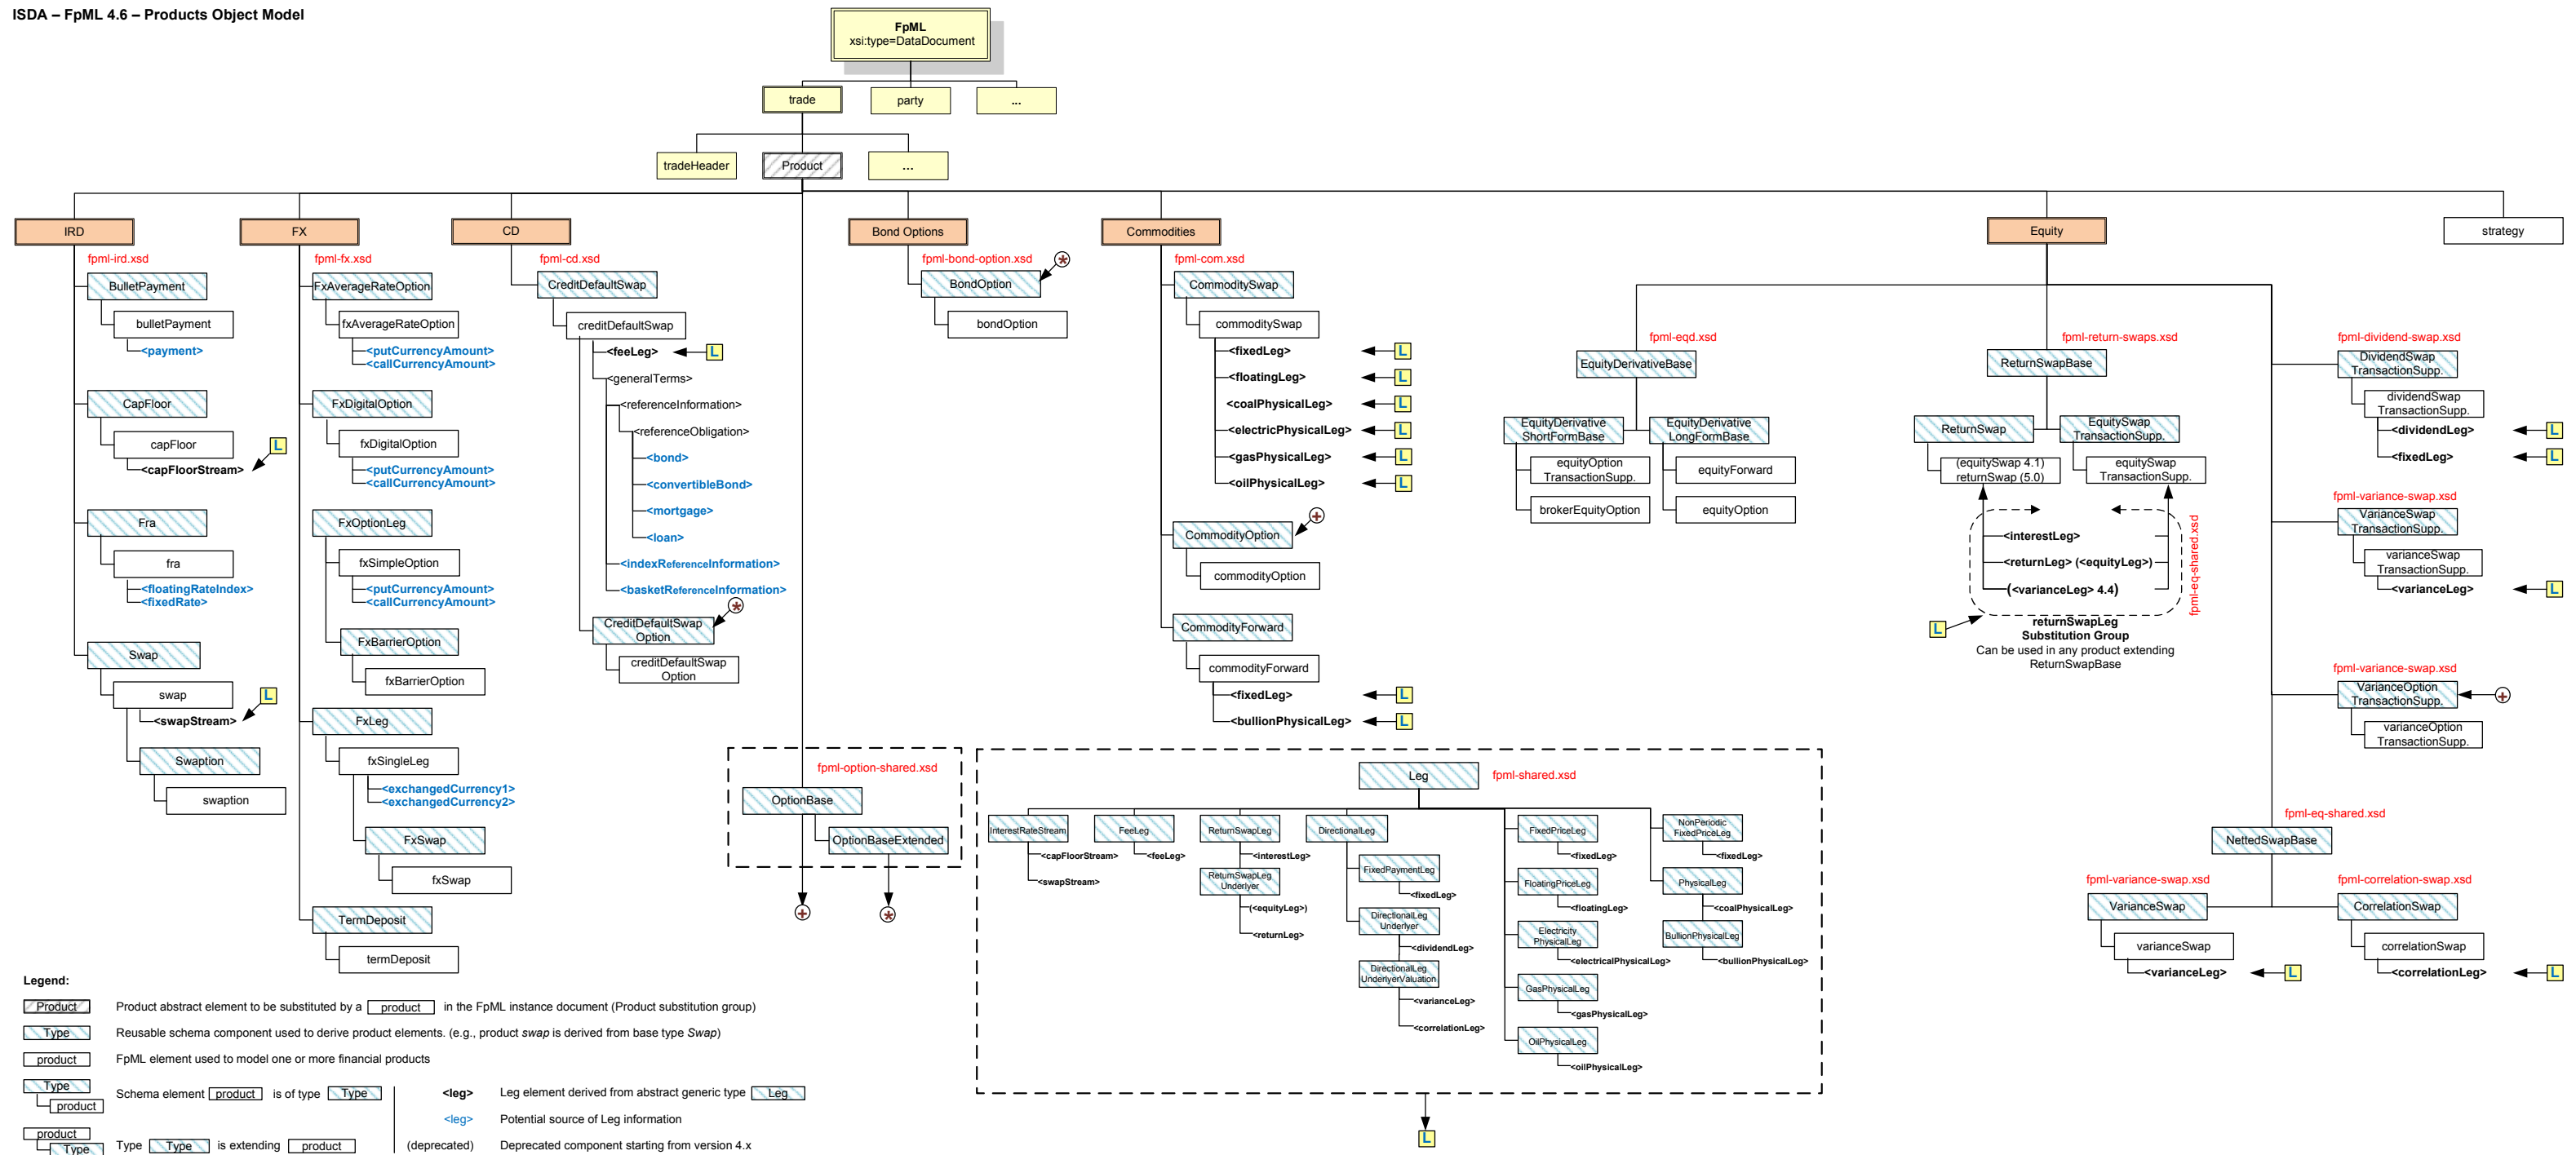 ISDA – FpML 4.6 – Products Object Model
FpML
xsi:type=DataDocument
trade
party
...
tradeHeader
Product
...
IRD
fpml-ird.xsd
BulletPayment
bulletPayment
<payment>
CapFloor
capFloor
L
<capFloorStream>
Fra
fra
<floatingRateIndex>
<fixedRate>
Swap
swap
L
<swapStream>
Swaption
swaption
FX
fpml-fx.xsd
FxAverageRateOption
fxAverageRateOption
<putCurrencyAmount>
<callCurrencyAmount>
FxDigitalOption
fxDigitalOption
<putCurrencyAmount>
<callCurrencyAmount>
FxOptionLeg
fxSimpleOption
<putCurrencyAmount>
<callCurrencyAmount>
FxBarrierOption
fxBarrierOption
FxLeg
fxSingleLeg
<exchangedCurrency1>
<exchangedCurrency2>
FxSwap
fxSwap
TermDeposit
termDeposit
CD
fpml-cd.xsd
CreditDefaultSwap
creditDefaultSwap
<feeLeg>
L
<generalTerms>
<referenceInformation>
<referenceObligation>
<bond>
<convertibleBond>
<mortgage>
<loan>
<indexReferenceInformation>
<basketReferenceInformation>
*
CreditDefaultSwap
Option
creditDefaultSwap
Option
fpml-option-shared.xsd
OptionBase
OptionBaseExtended
+
*
Bond Options
fpml-bond-option.xsd
*
BondOption
bondOption
Commodities
fpml-com.xsd
CommoditySwap
commoditySwap
<fixedLeg>
L
<floatingLeg>
L
<coalPhysicalLeg>
L
<electricPhysicalLeg>
L
<gasPhysicalLeg>
L
<oilPhysicalLeg>
L
+
CommodityOption
commodityOption
CommodityForward
commodityForward
<fixedLeg>
L
<bullionPhysicalLeg>
L
Equity
fpml-eqd.xsd
EquityDerivativeBase
EquityDerivative
ShortFormBase
equityOption
TransactionSupp.
brokerEquityOption
EquityDerivative
LongFormBase
equityForward
equityOption
fpml-return-swaps.xsd
ReturnSwapBase
ReturnSwap
(equitySwap 4.1)
returnSwap (5.0)
EquitySwap
TransactionSupp.
equitySwap
TransactionSupp.
<interestLeg>
<returnLeg> (<equityLeg>)
(<varianceLeg> 4.4)
fpml-eq-shared.xsd
L
returnSwapLeg
Substitution Group
Can be used in any product extending
ReturnSwapBase
fpml-dividend-swap.xsd
DividendSwap
TransactionSupp.
dividendSwap
TransactionSupp.
<dividendLeg>
L
<fixedLeg>
L
fpml-variance-swap.xsd
VarianceSwap
TransactionSupp.
varianceSwap
TransactionSupp.
<varianceLeg>
L
fpml-variance-swap.xsd
VarianceOption
TransactionSupp.
+
varianceOption
TransactionSupp.
fpml-eq-shared.xsd
NettedSwapBase
fpml-variance-swap.xsd
VarianceSwap
varianceSwap
<varianceLeg>
L
fpml-correlation-swap.xsd
CorrelationSwap
correlationSwap
<correlationLeg>
L
strategy
Leg
fpml-shared.xsd
InterestRateStream
<capFloorStream>
<swapStream>
FeeLeg
<feeLeg>
ReturnSwapLeg
<interestLeg>
ReturnSwapLeg
Underlyer
(<equityLeg>)
<returnLeg>
DirectionalLeg
FixedPaymentLeg
<fixedLeg>
DirectionalLeg
Underlyer
<dividendLeg>
DirectionalLeg
UnderlyerValuation
<varianceLeg>
<correlationLeg>
FixedPriceLeg
<fixedLeg>
FloatingPriceLeg
<floatingLeg>
Electricity
PhysicalLeg
<electricalPhysicalLeg>
GasPhysicalLeg
<gasPhysicalLeg>
OilPhysicalLeg
<oilPhysicalLeg>
NonPeriodic
FixedPriceLeg
<fixedLeg>
PhysicalLeg
<coalPhysicalLeg>
BullionPhysicalLeg
<bullionPhysicalLeg>
L
Legend:
Product Product abstract element to be substituted by a product in the FpML instance document (Product substitution group)
Type Reusable schema component used to derive product elements. (e.g., product swap is derived from base type Swap)
product FpML element used to model one or more financial products
Type
product
Schema element product is of type Type
product
Type
Type Type is extending product
<leg> Leg element derived from abstract generic type Leg
<leg> Potential source of Leg information
(deprecated) Deprecated component starting from version 4.x